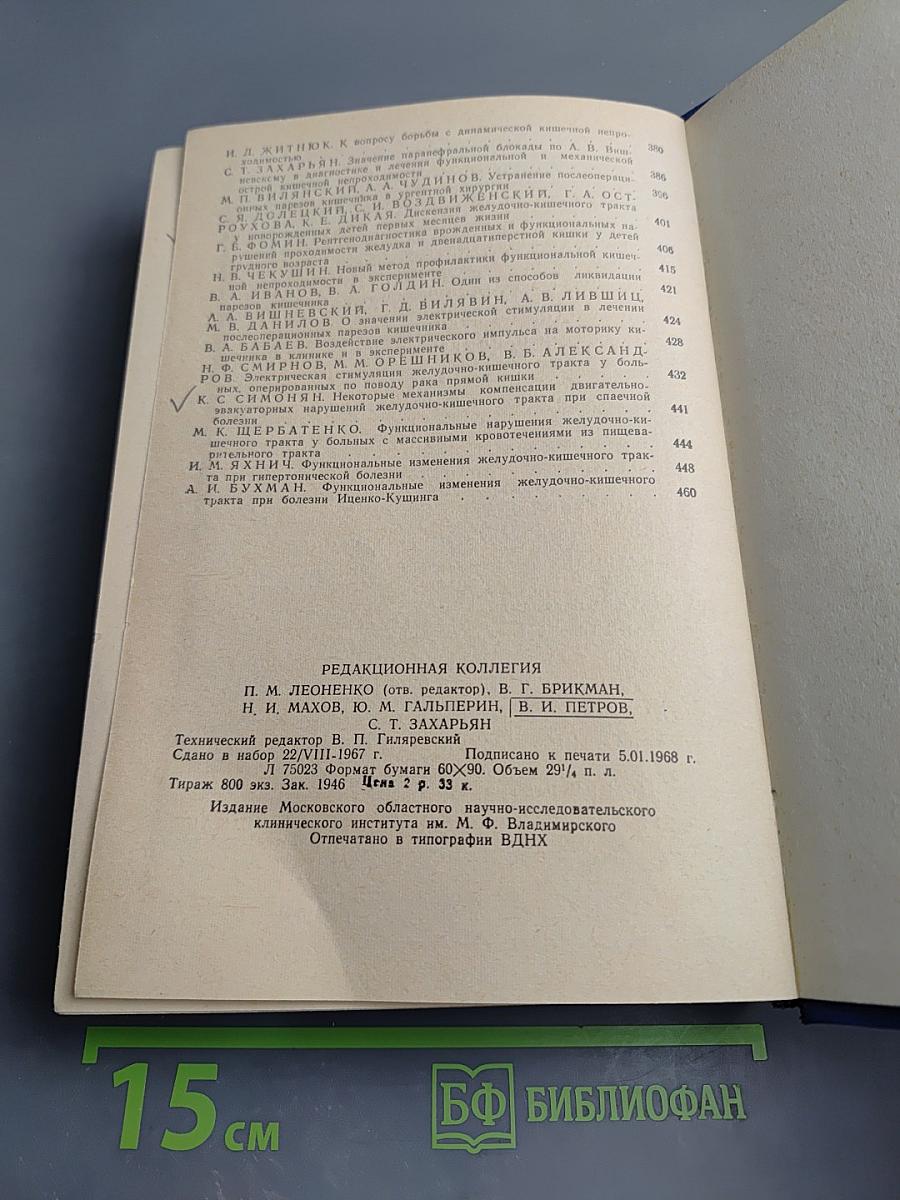 И. Л. ЖИТНЮК. К вопросу борьбы с динамической кишечной непро-
ходимостью . . . . . . . . . . . . 380
С. Т. ЗАХАРЬЯН. Значение паранефральной блокады по А. В. Виш-
невскому в диагностике и лечении функциональной и механической
острой кишечной непроходимости . . . . . . . 386
М. П. ВИЛЯНСКИЙ, А. А. ЧУДИНОВ. Устранение послеопераци-
онных парезов кишечника в ургентной хирургии . . . . 396
С. Я. ДОЛЕЦКИЙ, С. И. ВОЗДВИЖЕНСКИЙ, Г. А. ОСТ-
РОУХОВА, К. Е. ДИКАЯ. Дискензия желудочно-кишечного тракта
у новорожденных детей первых месяцев жизни . . . . 401
Г. Б. ФОМИН. Рентгенодиагностика врожденных и функциональных на-
рушений проходимости желудка и двенадцатиперстной кишки у детей
грудного возраста . . . . . . . . . . 406
Н. В. ЧЕКУШИН. Новый метод профилактики функциональной кишеч-
ной непроходимости в эксперименте . . . . . . 415
В. А. ИВАНОВ, В. А. ГОЛДИН. Один из способов ликвидации
парезов кишечника . . . . . . . . . . 421
А. А. ВИШНЕВСКИЙ, Г. Д. ВИЛЯВИН, А. В. ЛИВШИЦ,
М. В. ДАНИЛОВ. О значении электрической стимуляции в лечении
послеоперационных парезов кишечника . . . . . . 424
В. А. БАБАЕВ. Воздействие электрического импульса на моторику ки-
шечника в клинике и в эксперименте . . . . . . 428
Н. Ф. СМИРНОВ, М. М. ОРЕШНИКОВ, В. Б. АЛЕКСАНД-
РОВ. Электрическая стимуляция желудочно-кишечного тракта у боль-
ных, оперированных по поводу рака прямой кишки . . . . 432
К. С. СИМОНЯН. Некоторые механизмы компенсации двигательно-
эвакуаторных нарушений желудочно-кишечного тракта при спаечной
болезни . . . . . . . . . . . . 441
М. К. ЩЕРБАТЕНКО. Функциональные нарушения желудочно-ки-
шечного тракта у больных с массивными кровотечениями из пищева-
рительного тракта . . . . . . . . . . 444
И. М. ЯХНИЧ. Функциональные изменения желудочно-кишечного трак-
та при гипертонической болезни . . . . . . . 448
А. И. БУХМАН. Функциональные изменения желудочно-кишечного
тракта при болезни Иценко-Кушинга . . . . . . 460
РЕДАКЦИОННАЯ КОЛЛЕГИЯ
П. М. ЛЕОНЕНКО (отв. редактор), В. Г. БРИКМАН,
Н. И. МАХОВ, Ю. М. ГАЛЬПЕРИН, В. И. ПЕТРОВ,
С. Т. ЗАХАРЬЯН
Технический редактор В. П. Гиляревский
Сдано в набор 22/VIII-1967 г. Подписано к печати 5.01.1968 г.
Л 75023 Формат бумаги 60×90. Объем 29¹/₄ п. л.
Тираж 800 экз. Зак. 1946 Цена 2 р. 33 к.
Издание Московского областного научно-исследовательского
клинического института им. М. Ф. Владимирского
Отпечатано в типографии ВДНХ
15 см
БФ БИБЛИОФАН